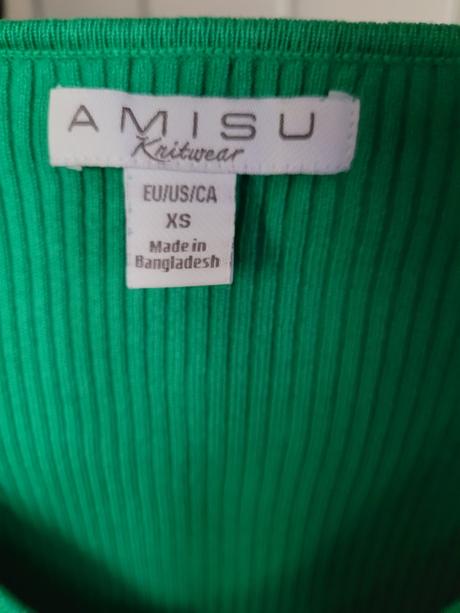 AMISU
Knitwear
EU/US/CA
XS
Made in
Bangladesh